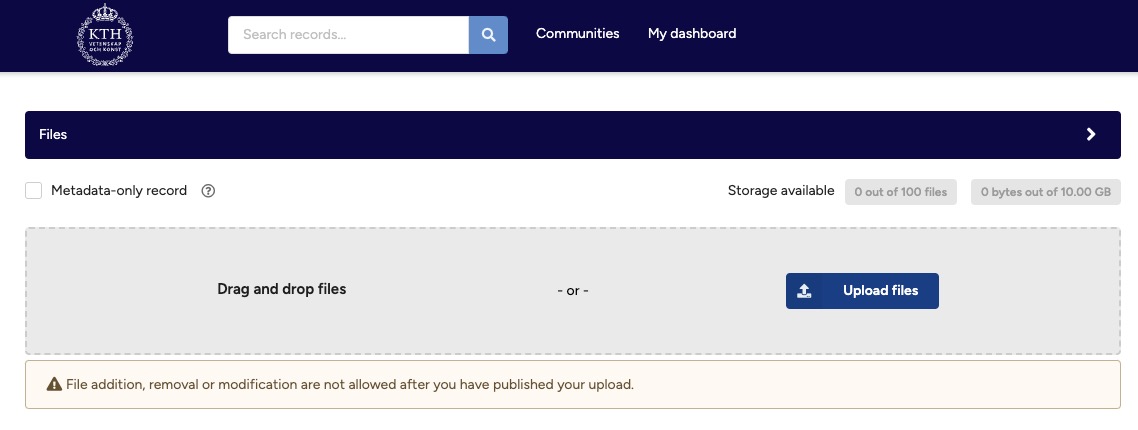 KTH
VETENSKAP
OCH KONST
Search records...
Communities
My dashboard
Files
Metadata-only record
Storage available
0 out of 100 files
0 bytes out of 10.00 GB
Drag and drop files
- or -
Upload files
File addition, removal or modification are not allowed after you have published your upload.